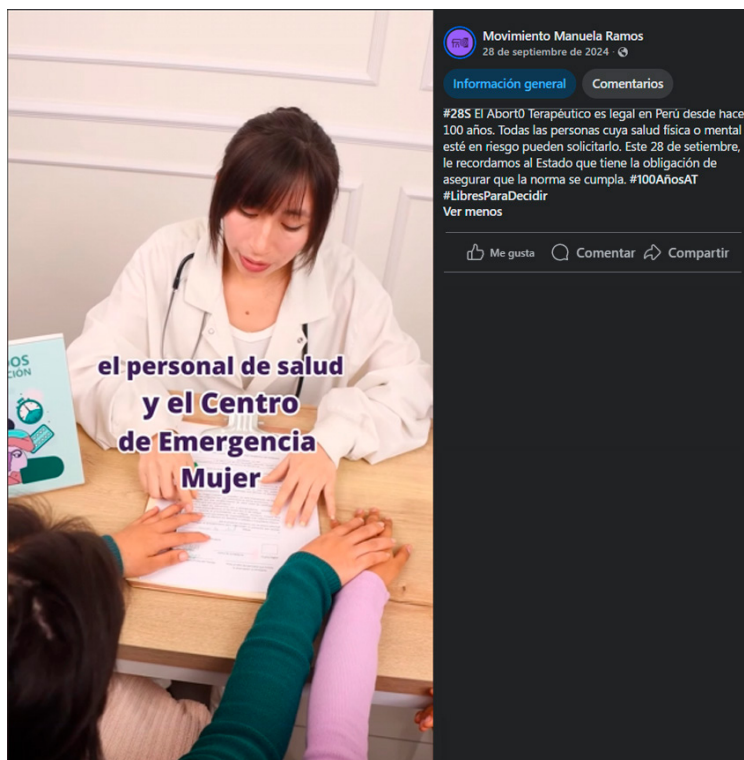 el personal de salud
y el Centro
de Emergencia
Mujer
Movimiento Manuela Ramos
28 de septiembre de 2024
Información general
Comentarios
#28S El Abort0 Terapéutico es legal en Perú desde hace
100 años. Todas las personas cuya salud física o mental
esté en riesgo pueden solicitarlo. Este 28 de setiembre,
le recordamos al Estado que tiene la obligación de
asegurar que la norma se cumpla. #100AñosAT
#LibresParaDecidir
Ver menos
Me gusta
Comentar
Compartir